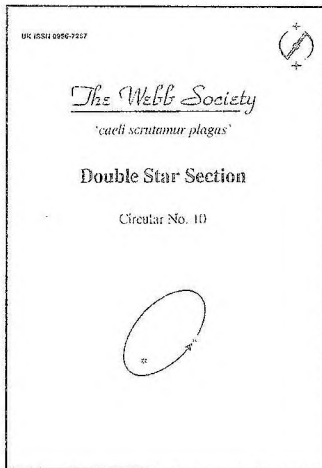 UK ISSN 0956-7267
The Webb Society
'caeli scrutamur plagas'
Double Star Section
Circular No. 10